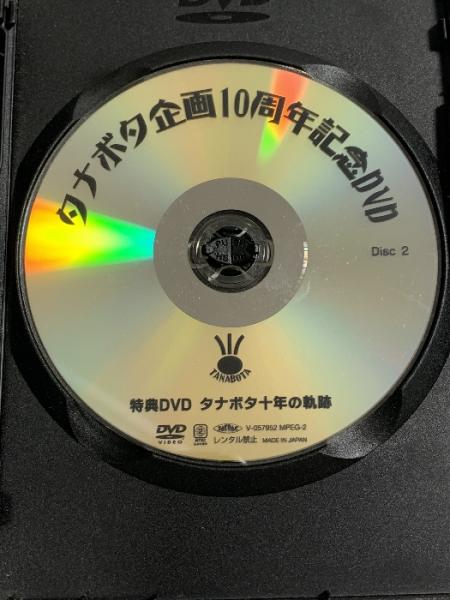 DVD
タナボタ企画10周年記念DVD
Disc 2
TANABOTA
特典DVD タナボタ十年の軌跡
DVD VIDEO V-057952 MPEG-2
レンタル禁止 MADE IN JAPAN